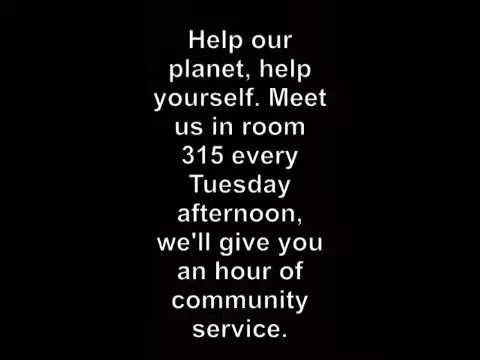 Help our
planet, help
yourself. Meet
us in room
315 every
Tuesday
afternoon,
we'll give you
an hour of
community
service.